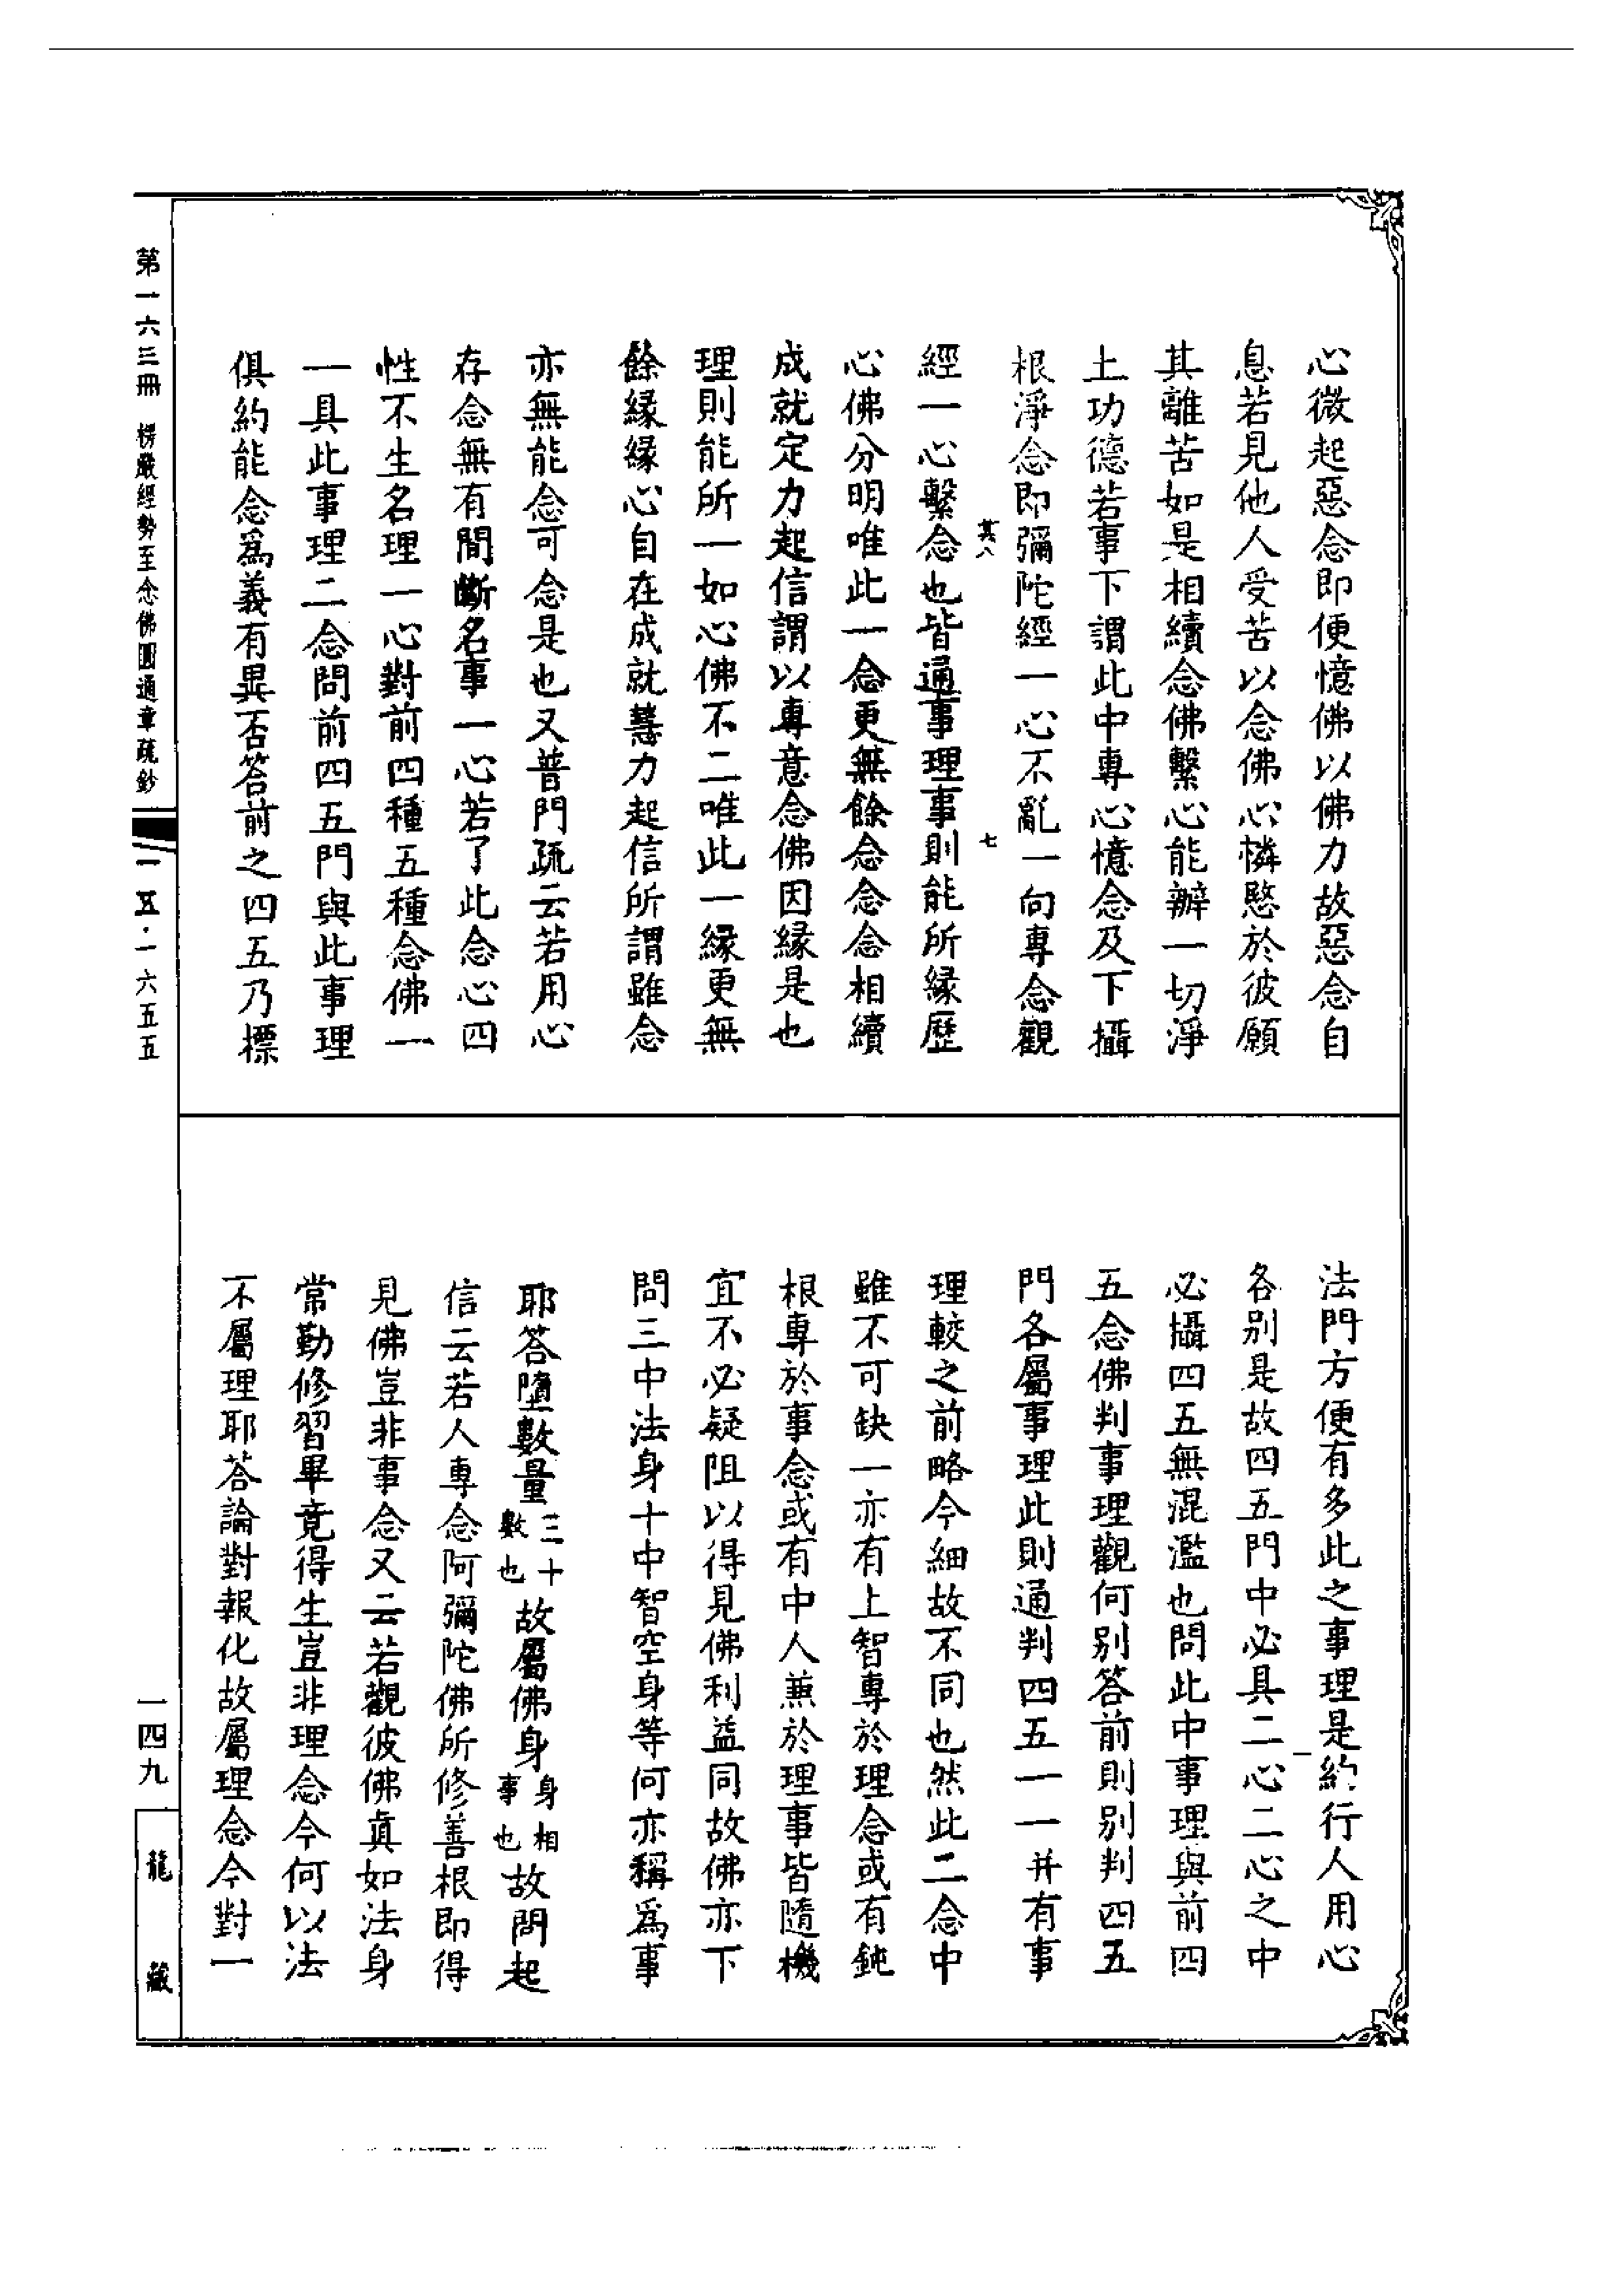 心微起惡念即便憶佛以佛力故惡念自
息若見他人受苦以念佛心憐愍於彼願
其離苦如是相續念佛繫心能辦一切淨
土功德若事下謂此中專心憶念及下攝
根淨念即彌陀經一心不亂一向專念觀
其八
七
經一心繫念也皆通事理事則能所緣歷
心佛分明唯此一念更無餘念念念相續
成就定力起信謂以專意念佛因緣是也
理則能所一如心佛不二唯此一緣更無
餘緣緣心自在成就慧力起信所謂雖念
亦無能念可念是也又普門疏云若用心
存念無有間斷名事一心若了此念心四
性不生名理一心對前四種五種念佛一
一具此事理二念問前四五門與此事理
俱約能念為義有異否答前之四五乃標
法門方便有多此之事理是約行人用心
各別是故四五門中必具二心二心之中
一
必攝四五無混濫也問此中事理與前四
五念佛判事理觀何別答前則別判四五
門各屬事理此則通判四五一一并有事
理較之前略今細故不同也然此二念中
雖不可缺一亦有上智專於理念或有鈍
根專於事念或有中人兼於理事皆隨機
宜不必疑阻以得見佛利益同故佛亦下
問三中法身十中智空身等何亦稱為事
耶答墮數量三十數也故屬佛身身相事也故問起
信云若人專念阿彌陀佛所修善根即得
見佛豈非事念又云若觀彼佛真如法身
常勤修習畢竟得生豈非理念今何以法
不屬理耶答論對報化故屬理念今對一
第一六三冊 楞嚴經勢至念佛圓通章疏鈔
一五·一六五五
一四九
龍藏